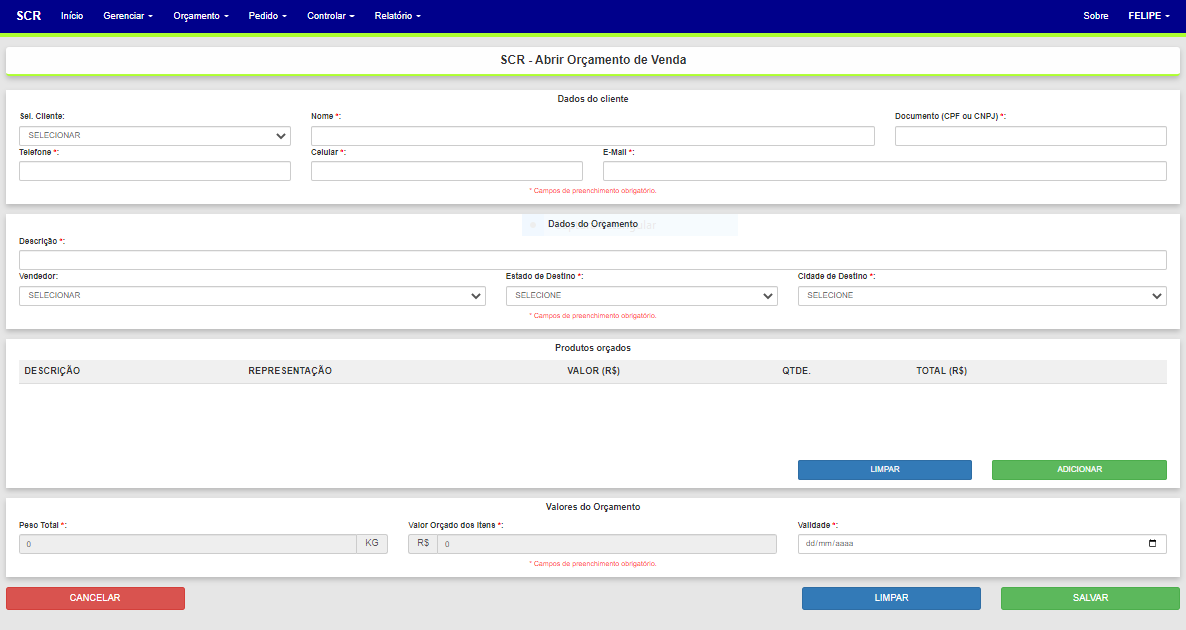 SCR Início Gerenciar Orçamento Pedido Controlar Relatório Sobre FELIPE
SCR - Abrir Orçamento de Venda
Dados do cliente
Sel. Cliente: Nome *: Documento (CPF ou CNPJ) *:
SELECIONAR
Telefone *: Celular *: E-Mail *:
* Campos de preenchimento obrigatório.
Dados do Orçamento
Descrição *:
Vendedor: Estado de Destino *: Cidade de Destino *:
SELECIONAR SELECIONE SELECIONE
* Campos de preenchimento obrigatório.
Produtos orçados
DESCRIÇÃO REPRESENTAÇÃO VALOR (R$) QTDE. TOTAL (R$)
LIMPAR ADICIONAR
Valores do Orçamento
Peso Total *: Valor Orçado dos Itens *: Validade *:
0 KG R$ 0 dd/mm/aaaa
* Campos de preenchimento obrigatório.
CANCELAR LIMPAR SALVAR